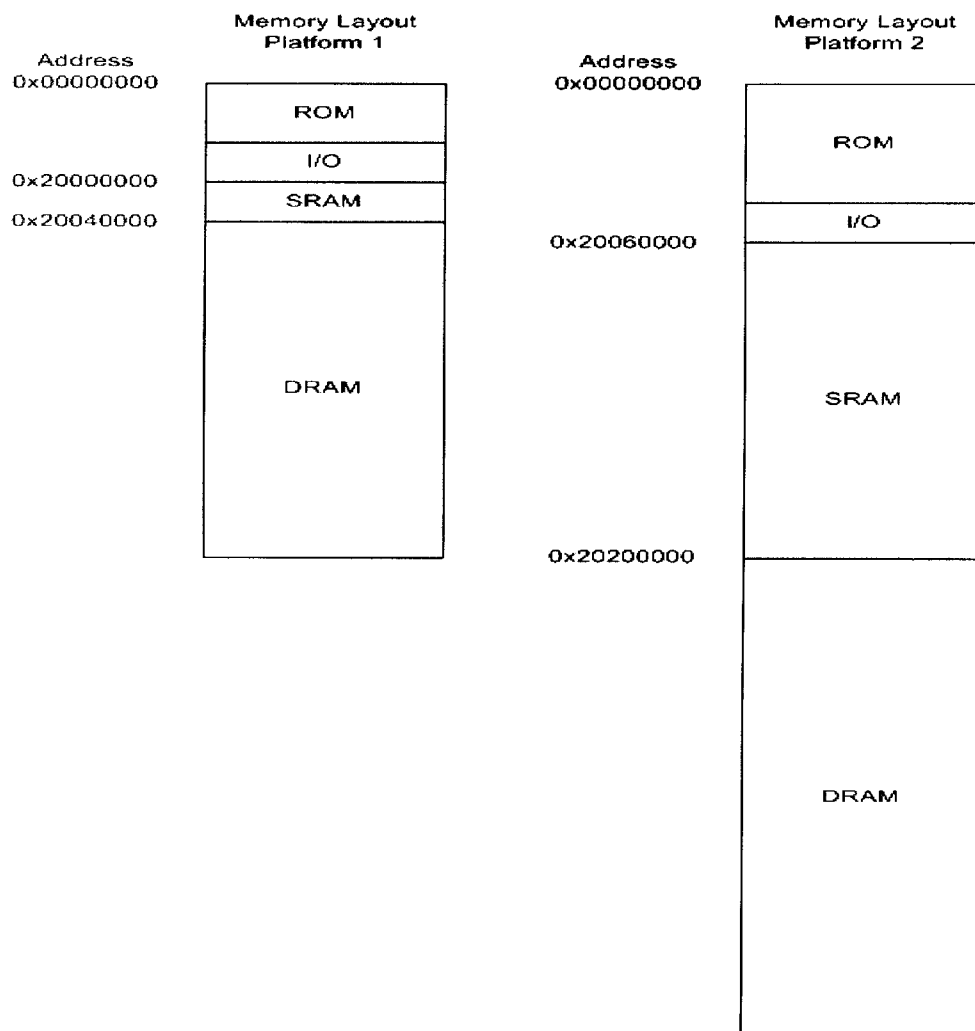 Memory Layout
Platform 1
Address
0x00000000
ROM
I/O
0x20000000
SRAM
0x20040000
DRAM
Memory Layout
Platform 2
Address
0x00000000
ROM
I/O
0x20060000
SRAM
0x20200000
DRAM